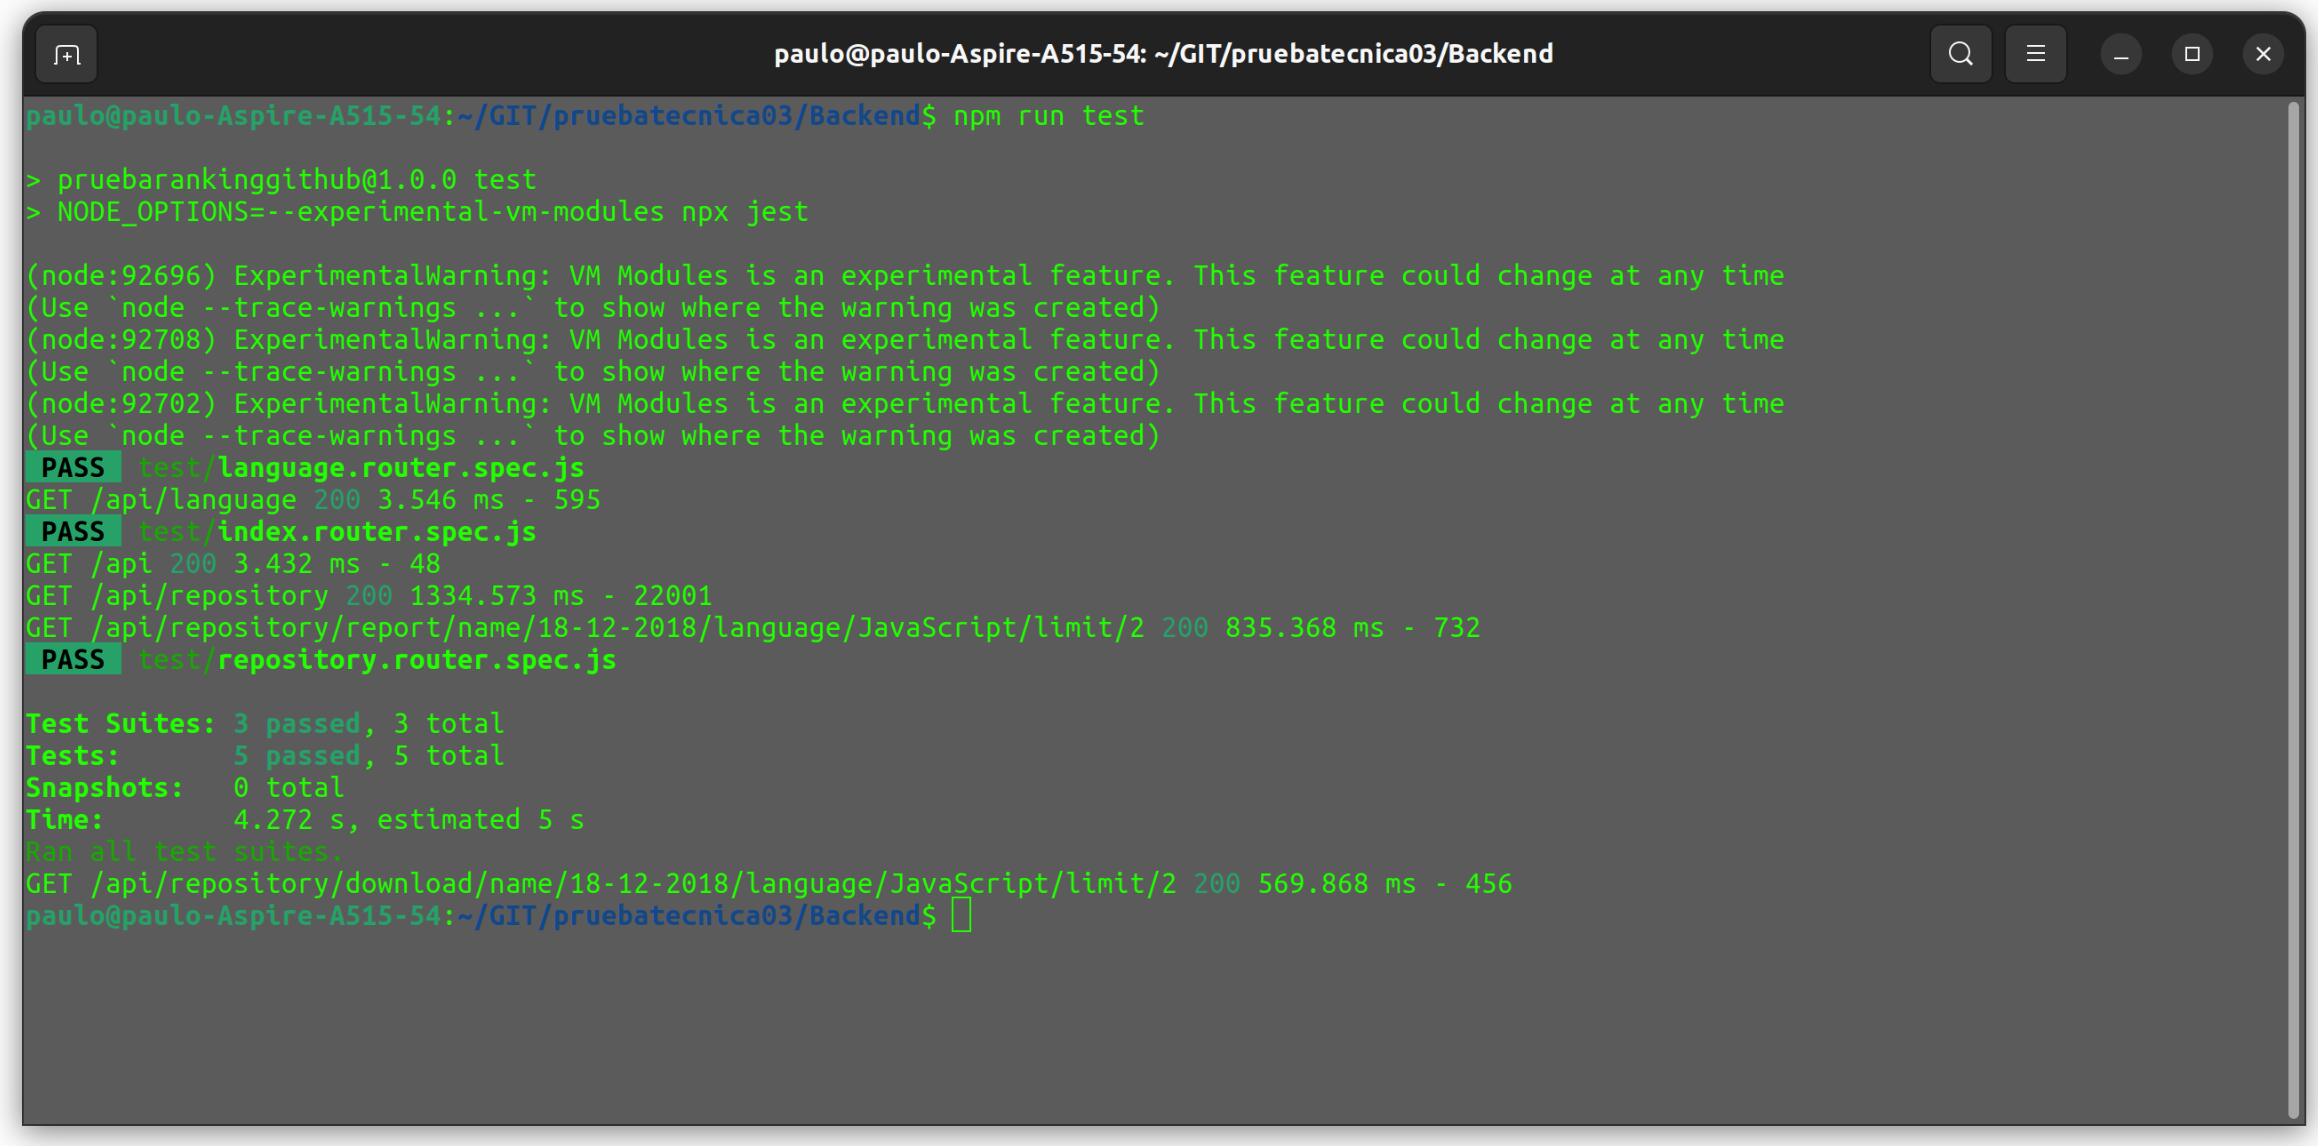 paulo@paulo-Aspire-A515-54: ~/GIT/pruebatecnica03/Backend
paulo@paulo-Aspire-A515-54:~/GIT/pruebatecnica03/Backend$ npm run test
> pruebarankinggithub@1.0.0 test
> NODE_OPTIONS=--experimental-vm-modules npx jest
(node:92696) ExperimentalWarning: VM Modules is an experimental feature. This feature could change at any time
(Use `node --trace-warnings ...` to show where the warning was created)
(node:92708) ExperimentalWarning: VM Modules is an experimental feature. This feature could change at any time
(Use `node --trace-warnings ...` to show where the warning was created)
(node:92702) ExperimentalWarning: VM Modules is an experimental feature. This feature could change at any time
(Use `node --trace-warnings ...` to show where the warning was created)
PASS test/language.router.spec.js
GET /api/language 200 3.546 ms - 595
PASS test/index.router.spec.js
GET /api 200 3.432 ms - 48
GET /api/repository 200 1334.573 ms - 22001
GET /api/repository/report/name/18-12-2018/language/JavaScript/limit/2 200 835.368 ms - 732
PASS test/repository.router.spec.js
Test Suites: 3 passed, 3 total
Tests: 5 passed, 5 total
Snapshots: 0 total
Time: 4.272 s, estimated 5 s
Ran all test suites.
GET /api/repository/download/name/18-12-2018/language/JavaScript/limit/2 200 569.868 ms - 456
paulo@paulo-Aspire-A515-54:~/GIT/pruebatecnica03/Backend$